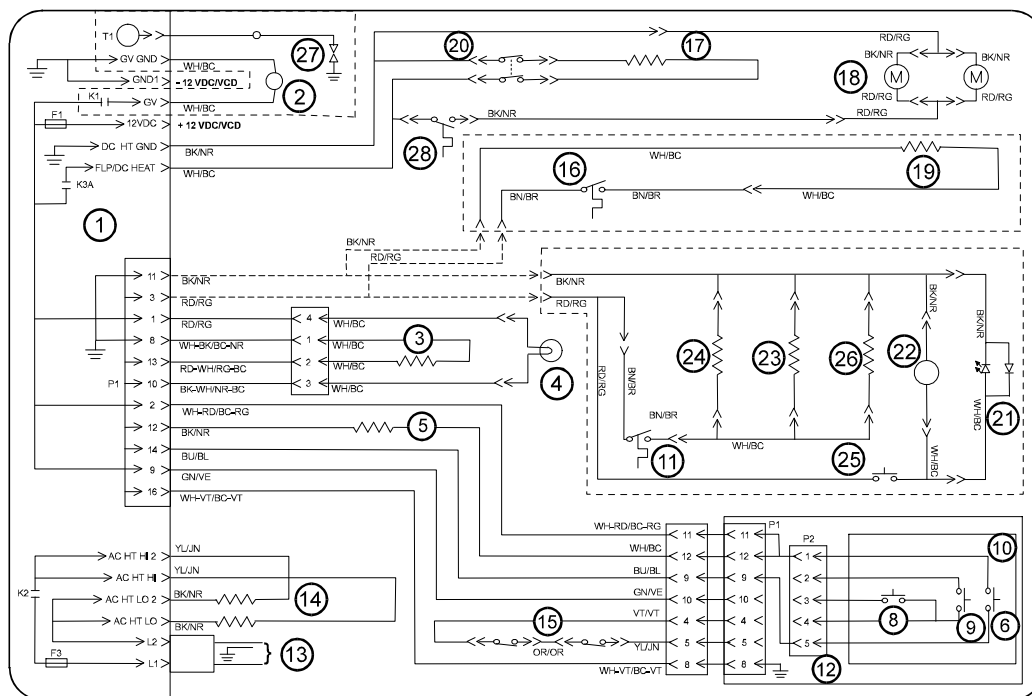 T1
27
GV GND
WH/BC
GND1
- 12 VDC/VCD
2
K1
GV
WH/BC
F1
12VDC
+ 12 VDC/VCD
DC HT GND
BK/NR
FLP/DC HEAT
WH/BC
K3A
1
20
RD/RG
17
BK/NR
BK/NR
18
M
M
RD/RG
RD/RG
BK/NR
RD/RG
28
WH/BC
16
19
BN/BR
BN/BR
WH/BC
BK/NR
RD/RG
11
BK/NR
3
RD/RG
1
RD/RG
8
WH-BK/BC-NR
13
RD-WH/RG-BC
P1
10
BK-WH/NR-BC
2
WH-RD/BC-RG
12
BK/NR
14
BU/BL
9
GN/VE
16
WH-VT/BC-VT
4
WH/BC
1
WH/BC
3
2
WH/BC
3
WH/BC
4
5
BK/NR
RD/RG
RD/RG
BN/BR
BN/BR
11
WH/BC
24
23
26
22
BK/NR
BK/NR
WH/BC
WH/BC
21
25
AC HT HI 2
YL/JN
AC HT HI
YL/JN
K2
AC HT LO 2
BK/NR
14
AC HT LO
BK/NR
L2
F3
L1
13
15
OR/OR
WH-RD/BC-RG
11
11
P1
WH/BC
12
12
BU/BL
9
9
GN/VE
10
10
VT/VT
4
4
YL/JN
5
5
WH-VT/BC-VT
8
8
P2
1
2
3
4
5
12
10
8
9
6